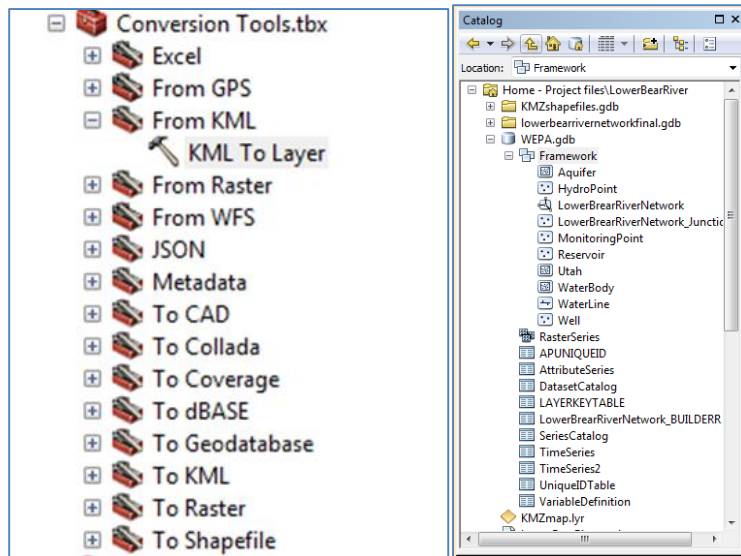 Conversion Tools.tbx
Excel
From GPS
From KML
KML To Layer
From Raster
From WFS
JSON
Metadata
To CAD
To Collada
To Coverage
To dBASE
To Geodatabase
To KML
To Raster
To Shapefile
Catalog
Location: Framework
Home - Project files\LowerBearRiver
KMZshapefiles.gdb
lowerbearrivernetworkfinal.gdb
WEPA.gdb
Framework
Aquifer
HydroPoint
LowerBrearRiverNetwork
LowerBrearRiverNetwork_Junctic
MonitoringPoint
Reservoir
Utah
WaterBody
WaterLine
Well
RasterSeries
APUNIQUEID
AttributeSeries
DatasetCatalog
LAYERKEYTABLE
LowerBrearRiverNetwork_BUILDERR
SeriesCatalog
TimeSeries
TimeSeries2
UniqueIDTable
VariableDefinition
KMZmap.lyr